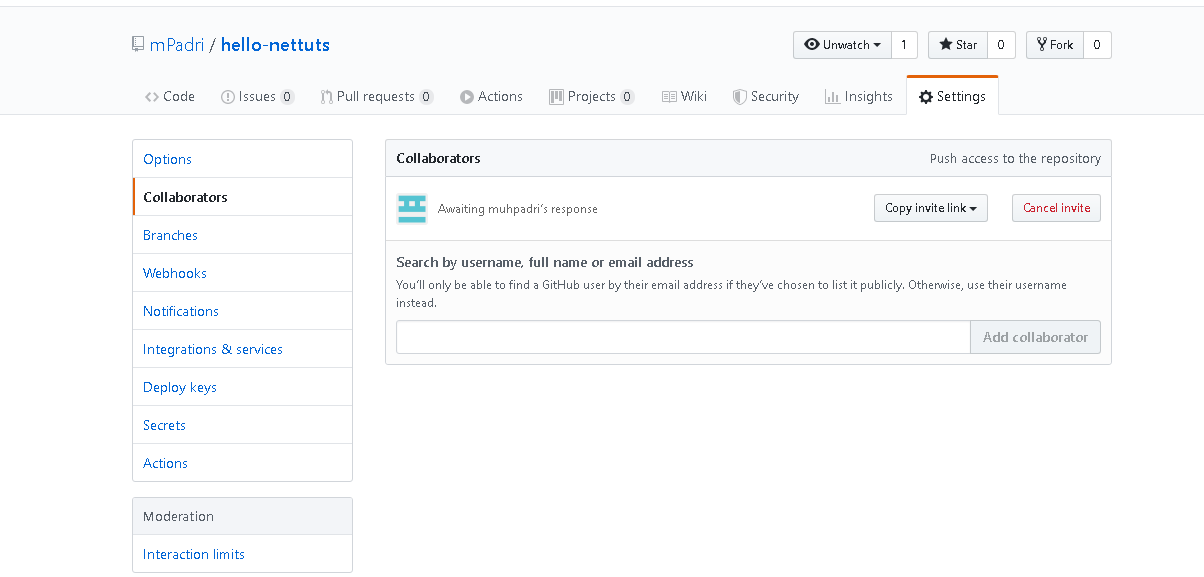 mPadri / hello-nettuts
Unwatch 1 Star 0 Fork 0
Code Issues 0 Pull requests 0 Actions Projects 0 Wiki Security Insights Settings
Options
Collaborators
Branches
Webhooks
Notifications
Integrations & services
Deploy keys
Secrets
Actions
Moderation
Interaction limits
Collaborators Push access to the repository
Awaiting muhpadri's response Copy invite link Cancel invite
Search by username, full name or email address
You'll only be able to find a GitHub user by their email address if they've chosen to list it publicly. Otherwise, use their username
instead.
Add collaborator